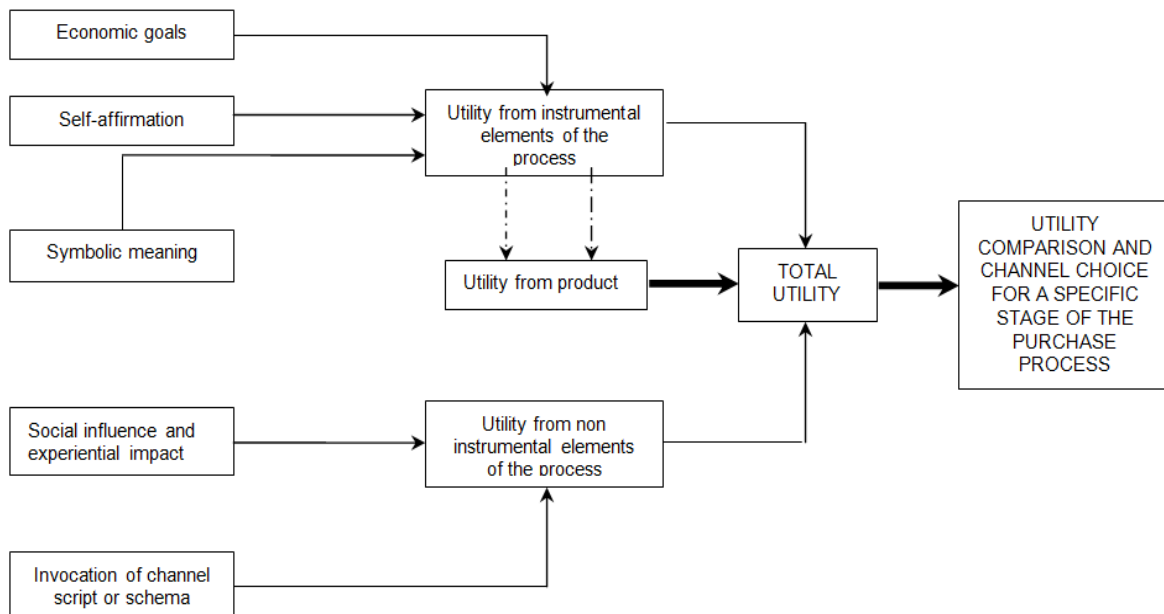 Economic goals
Self-affirmation
Symbolic meaning
Utility from instrumental
elements of the
process
Utility from product
TOTAL
UTILITY
UTILITY
COMPARISON AND
CHANNEL CHOICE
FOR A SPECIFIC
STAGE OF THE
PURCHASE
PROCESS
Social influence and
experiential impact
Utility from non
instrumental elements
of the process
Invocation of channel
script or schema